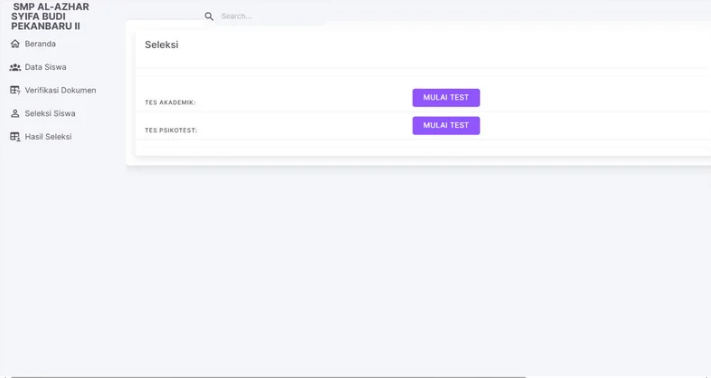 SMP AL-AZHAR
SYIFA BUDI
PEKANBARU II
Search...
Beranda
Data Siswa
Verifikasi Dokumen
Seleksi Siswa
Hasil Seleksi
Seleksi
TES AKADEMIK:
MULAI TEST
TES PSIKOTEST:
MULAI TEST